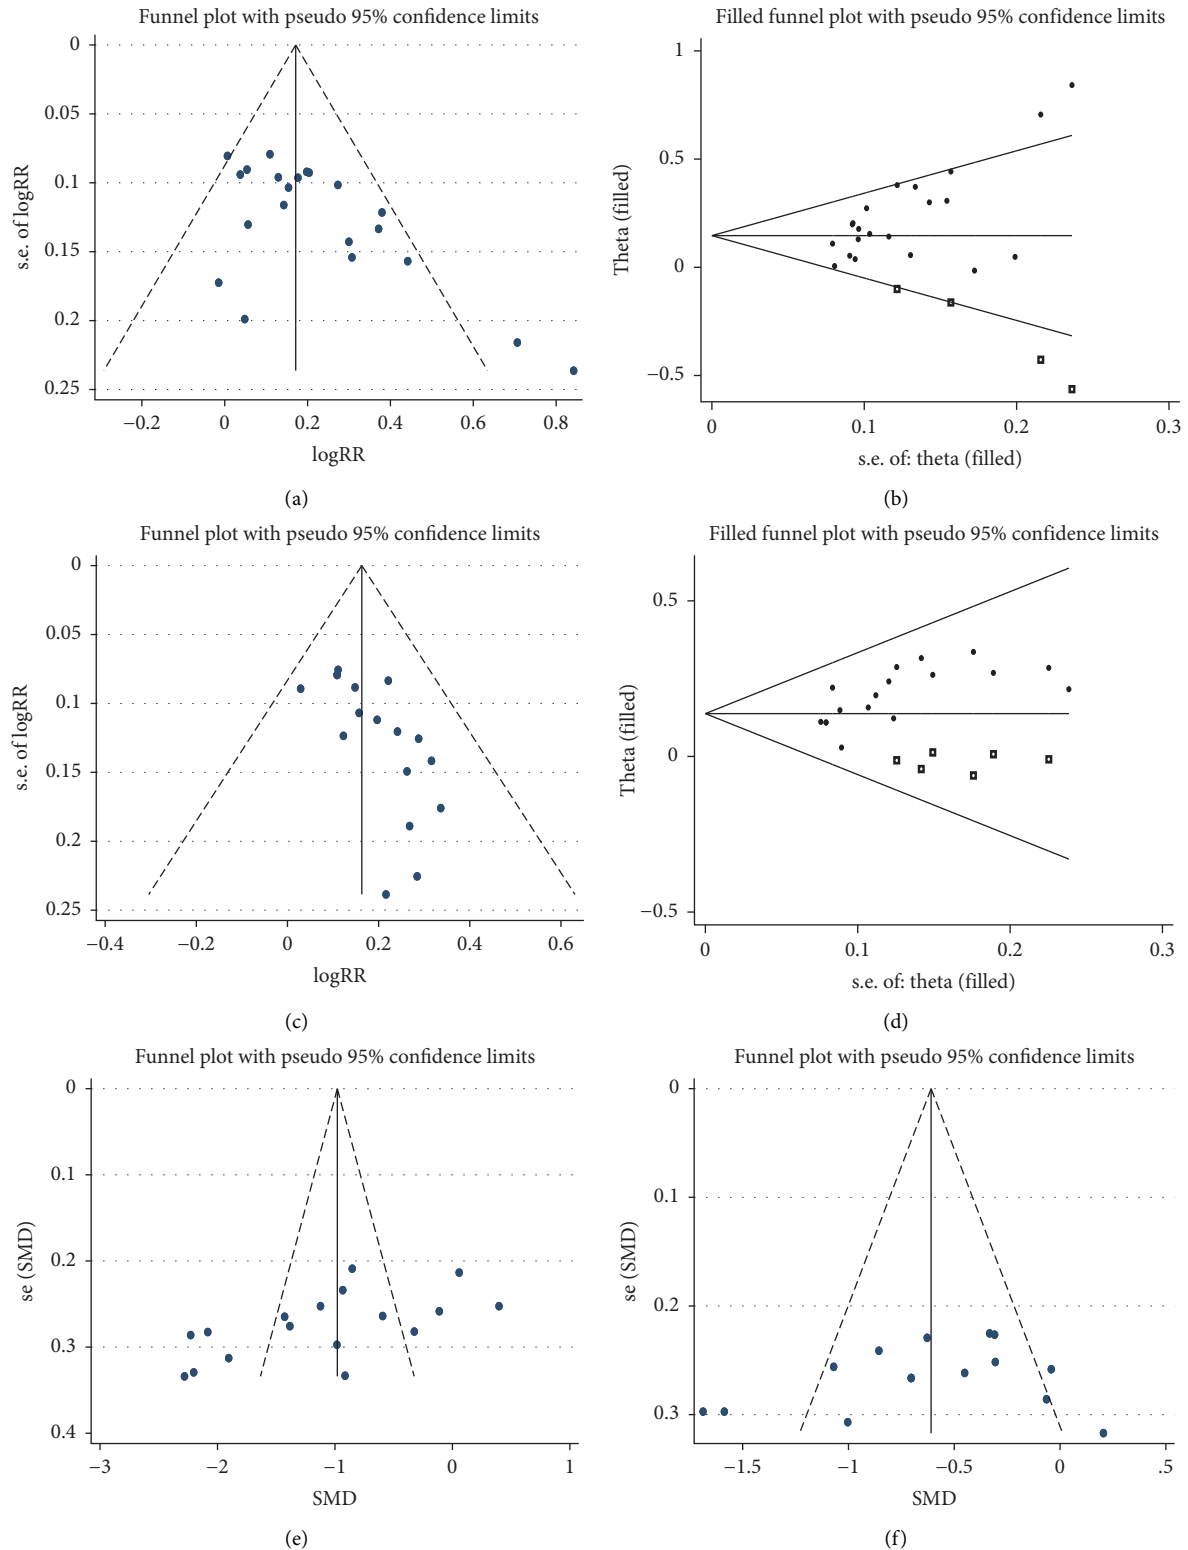 Funnel plot with pseudo 95% confidence limits
0
0.05
0.1
0.15
0.2
0.25
s.e. of logRR
−0.2 0 0.2 0.4 0.6 0.8
logRR
(a)
Filled funnel plot with pseudo 95% confidence limits
1
0.5
0
−0.5
Theta (filled)
0 0.1 0.2 0.3
s.e. of: theta (filled)
(b)
Funnel plot with pseudo 95% confidence limits
0
0.05
0.1
0.15
0.2
0.25
s.e. of logRR
−0.4 −0.2 0 0.2 0.4 0.6
logRR
(c)
Filled funnel plot with pseudo 95% confidence limits
0.5
0
−0.5
Theta (filled)
0 0.1 0.2 0.3
s.e. of: theta (filled)
(d)
Funnel plot with pseudo 95% confidence limits
0
0.1
0.2
0.3
0.4
se (SMD)
−3 −2 −1 0 1
SMD
(e)
Funnel plot with pseudo 95% confidence limits
0
0.1
0.2
0.3
se (SMD)
−1.5 −1 −0.5 0 .5
SMD
(f)